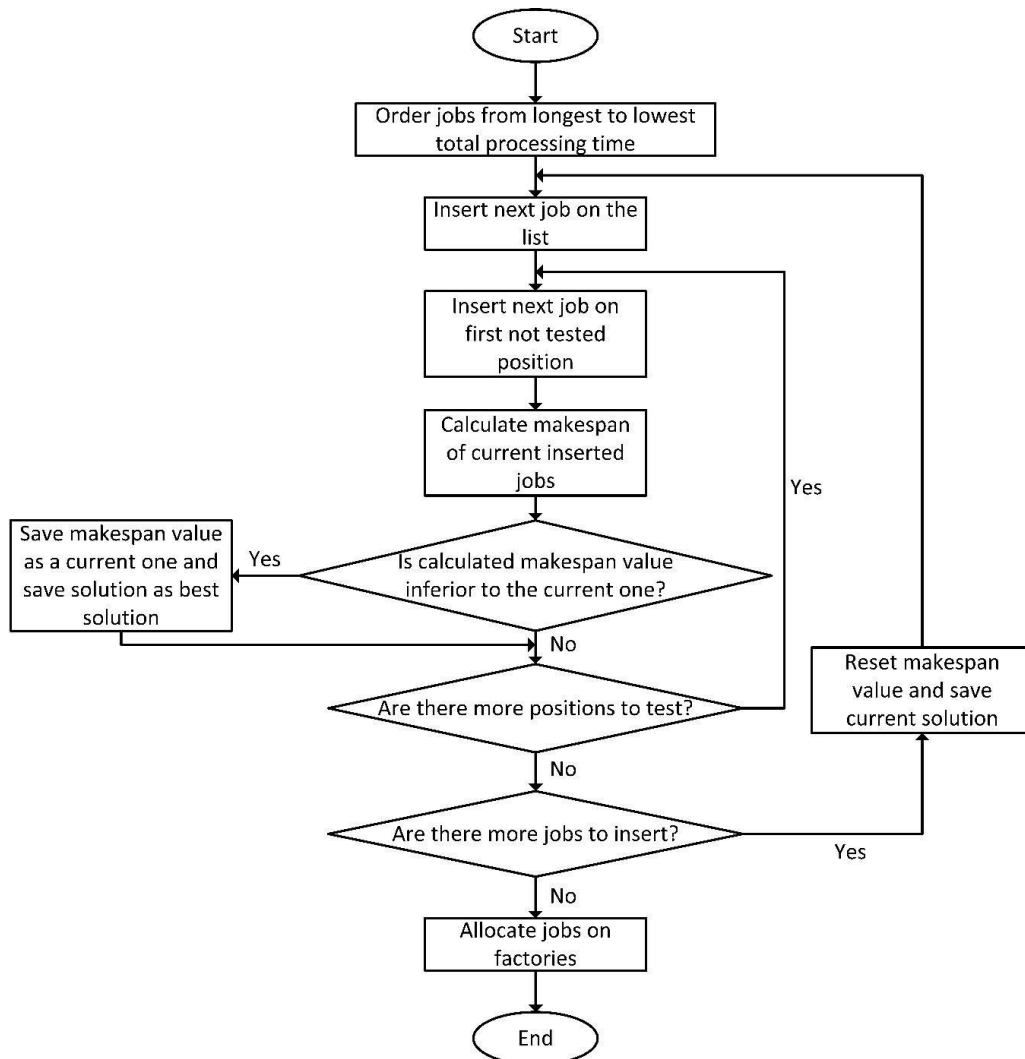 Start
Order jobs from longest to lowest
total processing time
Insert next job on the
list
Insert next job on
first not tested
position
Calculate makespan
of current inserted
jobs
Yes
Save makespan value
as a current one and
save solution as best
solution
Yes
Is calculated makespan value
inferior to the current one?
No
Reset makespan
value and save
current solution
Are there more positions to test?
No
Are there more jobs to insert?
Yes
No
Allocate jobs on
factories
End